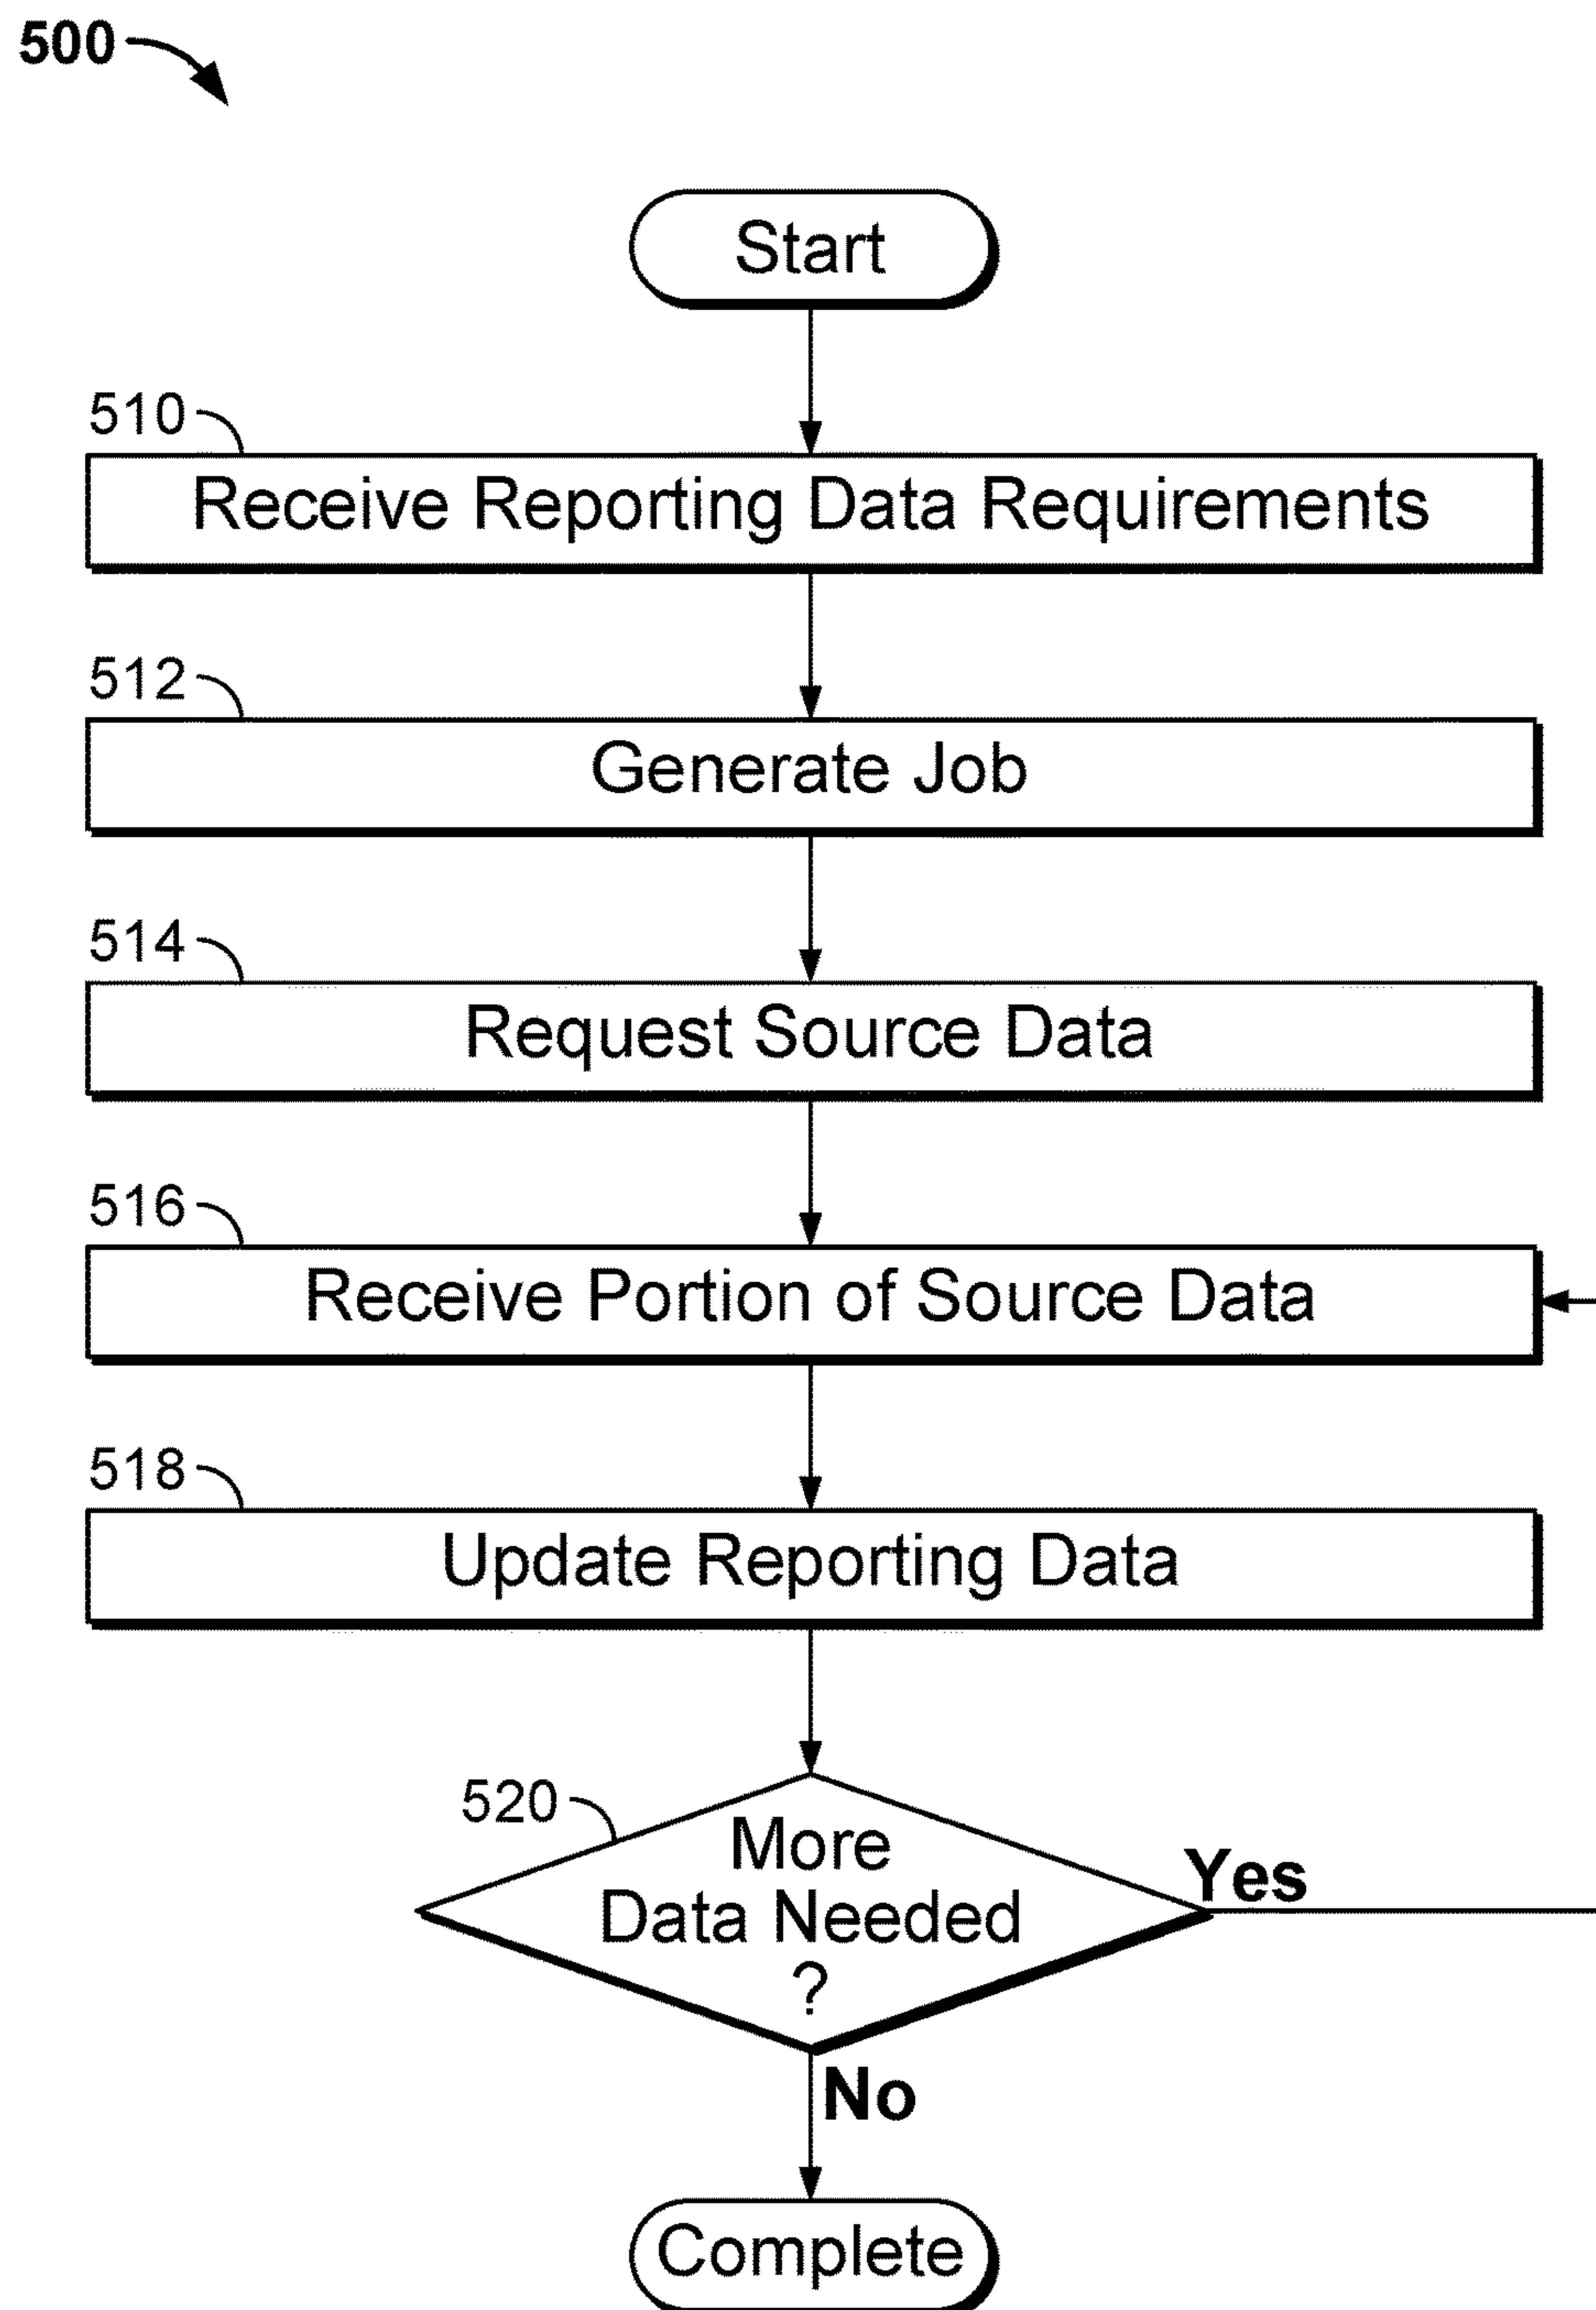 500
Start
510
Receive Reporting Data Requirements
512
Generate Job
514
Request Source Data
516
Receive Portion of Source Data
518
Update Reporting Data
520
More
Data Needed
?
Yes
No
Complete